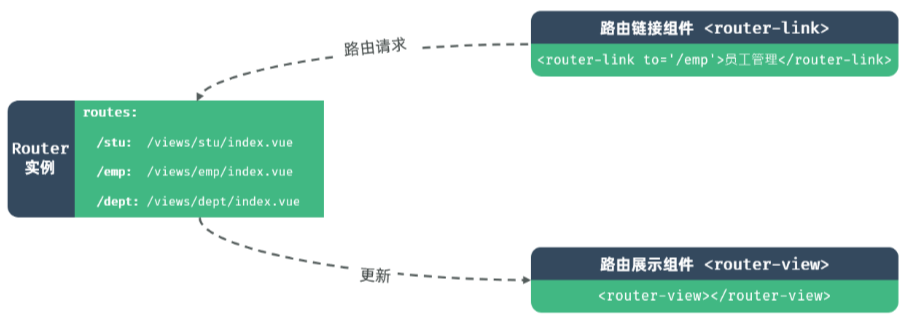 路由链接组件 <router-link>
<router-link to='/emp'>员工管理</router-link>
路由请求
Router
实例
routes:
/stu: /views/stu/index.vue
/emp: /views/emp/index.vue
/dept: /views/dept/index.vue
更新
路由展示组件 <router-view>
<router-view></router-view>